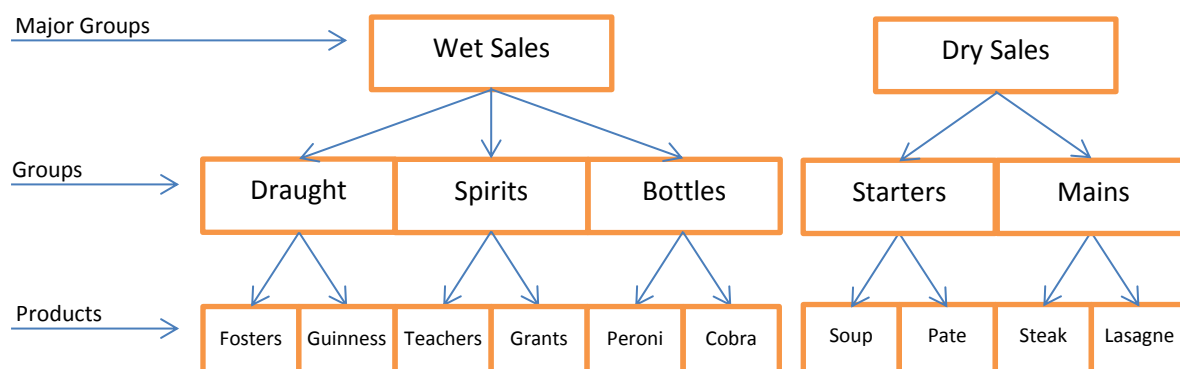 Major Groups
Wet Sales
Dry Sales
Groups
Draught
Spirits
Bottles
Starters
Mains
Products
Fosters
Guinness
Teachers
Grants
Peroni
Cobra
Soup
Pate
Steak
Lasagne